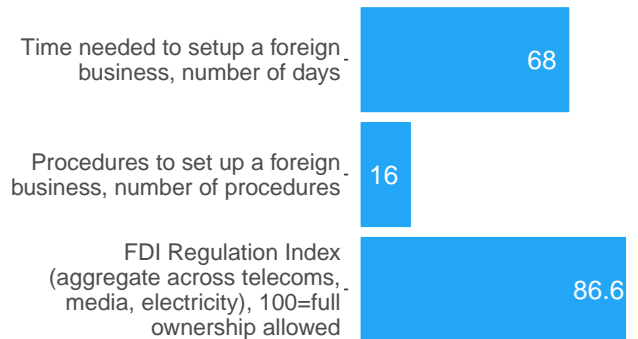 Time needed to setup a foreign
business, number of days
68
Procedures to set up a foreign
business, number of procedures
16
FDI Regulation Index
(aggregate across telecoms,
media, electricity), 100=full
ownership allowed
86.6